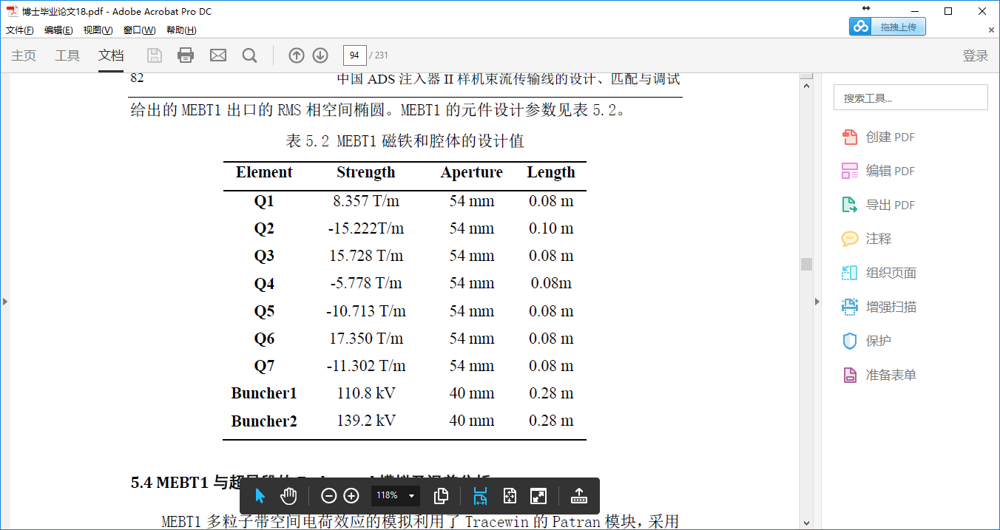 博士毕业论文18.pdf - Adobe Acrobat Pro DC
文件(F) 编辑(E) 视图(V) 窗口(W) 帮助(H)
拖拽上传
主页 工具 文档 94 / 231 登录
82 中国 ADS 注入器 II 样机束流传输线的设计、匹配与调试
给出的 MEBT1 出口的 RMS 相空间椭圆。MEBT1 的元件设计参数见表 5.2。
表 5.2 MEBT1 磁铁和腔体的设计值
Element Strength Aperture Length
Q1 8.357 T/m 54 mm 0.08 m
Q2 -15.222T/m 54 mm 0.10 m
Q3 15.728 T/m 54 mm 0.08 m
Q4 -5.778 T/m 54 mm 0.08m
Q5 -10.713 T/m 54 mm 0.08 m
Q6 17.350 T/m 54 mm 0.08 m
Q7 -11.302 T/m 54 mm 0.08 m
Buncher1 110.8 kV 40 mm 0.28 m
Buncher2 139.2 kV 40 mm 0.28 m
5.4 MEBT1 与超
118%
MEBT1 多粒子带空间电荷效应的模拟利用了 Tracewin 的 Patran 模块，采用
搜索工具...
创建 PDF
编辑 PDF
导出 PDF
注释
组织页面
增强扫描
保护
准备表单